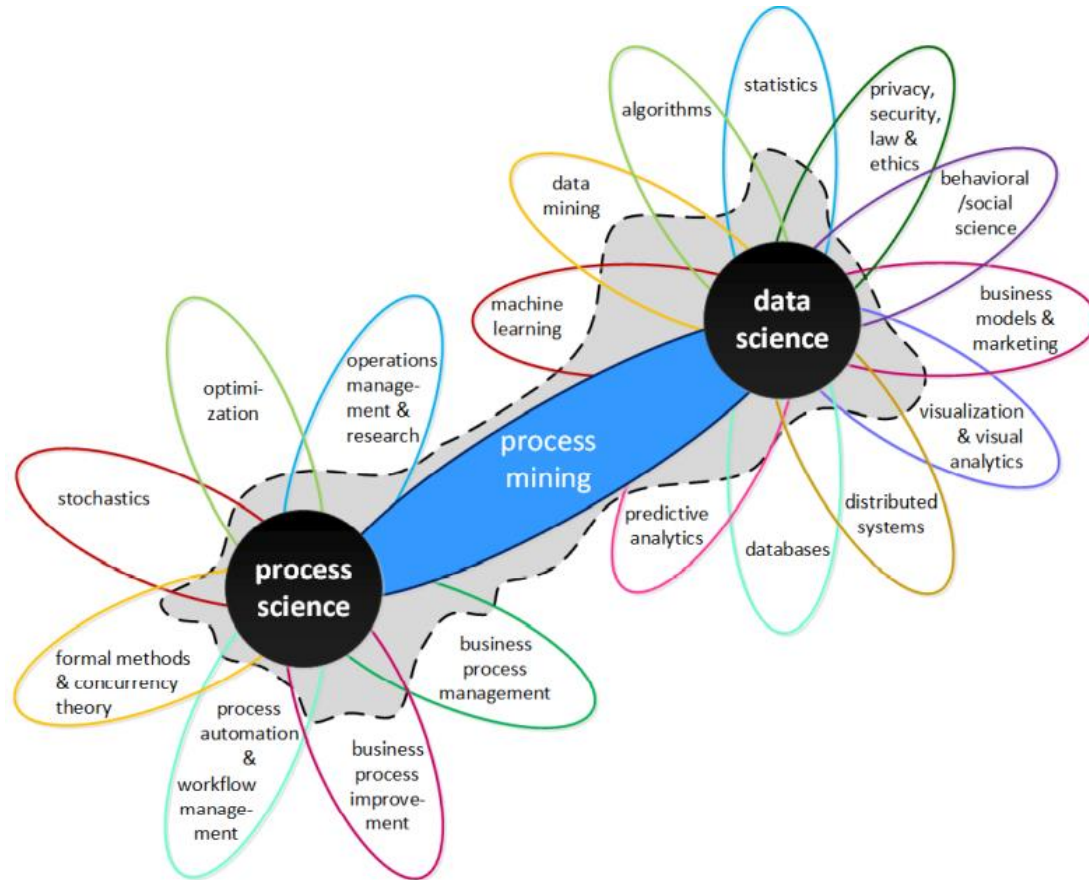 statistics
algorithms
privacy,
security,
law &
ethics
data
mining
behavioral
/social
science
machine
learning
data
science
business
models &
marketing
visualization
& visual
analytics
distributed
systems
databases
predictive
analytics
process
mining
operations
manage-
ment &
research
optimi-
zation
stochastics
process
science
formal methods
& concurrency
theory
process
automation
&
workflow
manage-
ment
business
process
improve-
ment
business
process
management